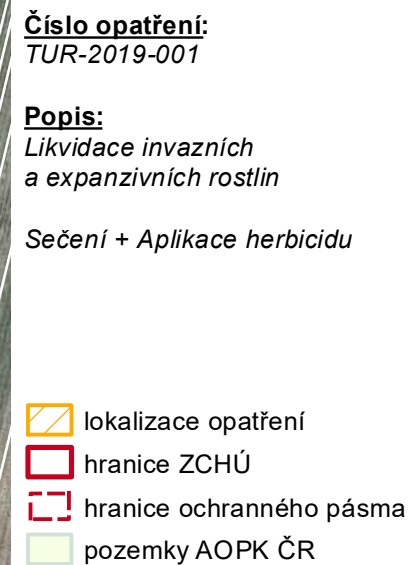 Číslo opatření:
TUR-2019-001
Popis:
Likvidace invazních
a expanzivních rostlin
Sečení + Aplikace herbicidu
lokalizace opatření
hranice ZCHÚ
hranice ochranného pásma
pozemky AOPK ČR